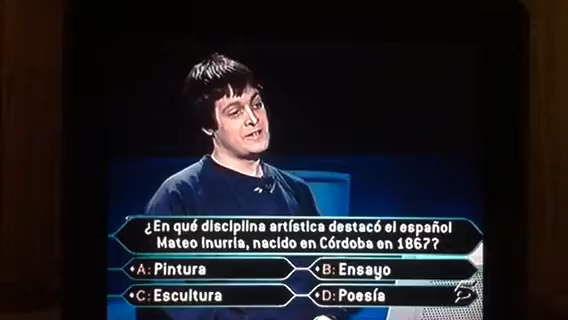 ¿En qué disciplina artística destacó el español
Mateo Inurria, nacido en Córdoba en 1867?
A: Pintura
B: Ensayo
C: Escultura
D: Poesía